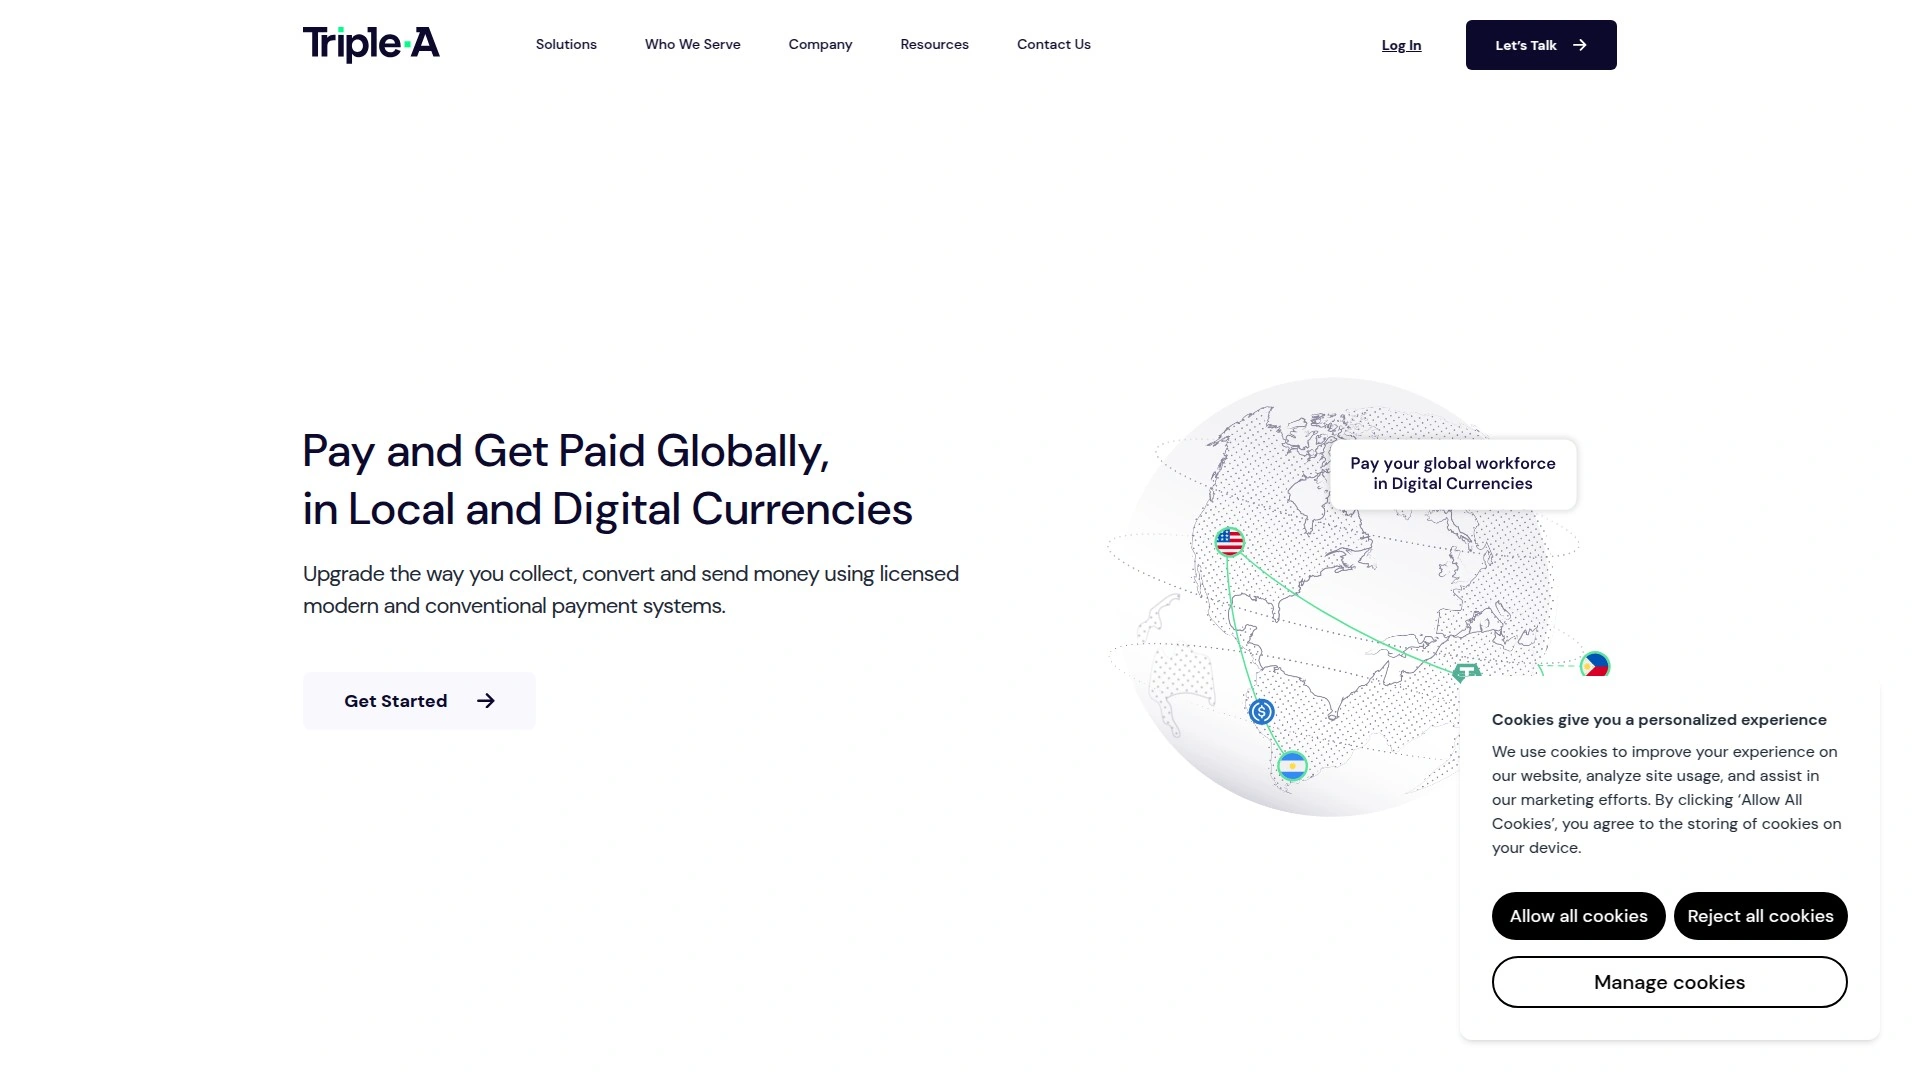 Triple-A
Solutions
Who We Serve
Company
Resources
Contact Us
Log In
Let's Talk
Pay and Get Paid Globally,
in Local and Digital Currencies
Upgrade the way you collect, convert and send money using licensed
modern and conventional payment systems.
Get Started
Pay your global workforce
in Digital Currencies
Cookies give you a personalized experience
We use cookies to improve your experience on
our website, analyze site usage, and assist in
our marketing efforts. By clicking ‘Allow All
Cookies’, you agree to the storing of cookies on
your device.
Allow all cookies
Reject all cookies
Manage cookies